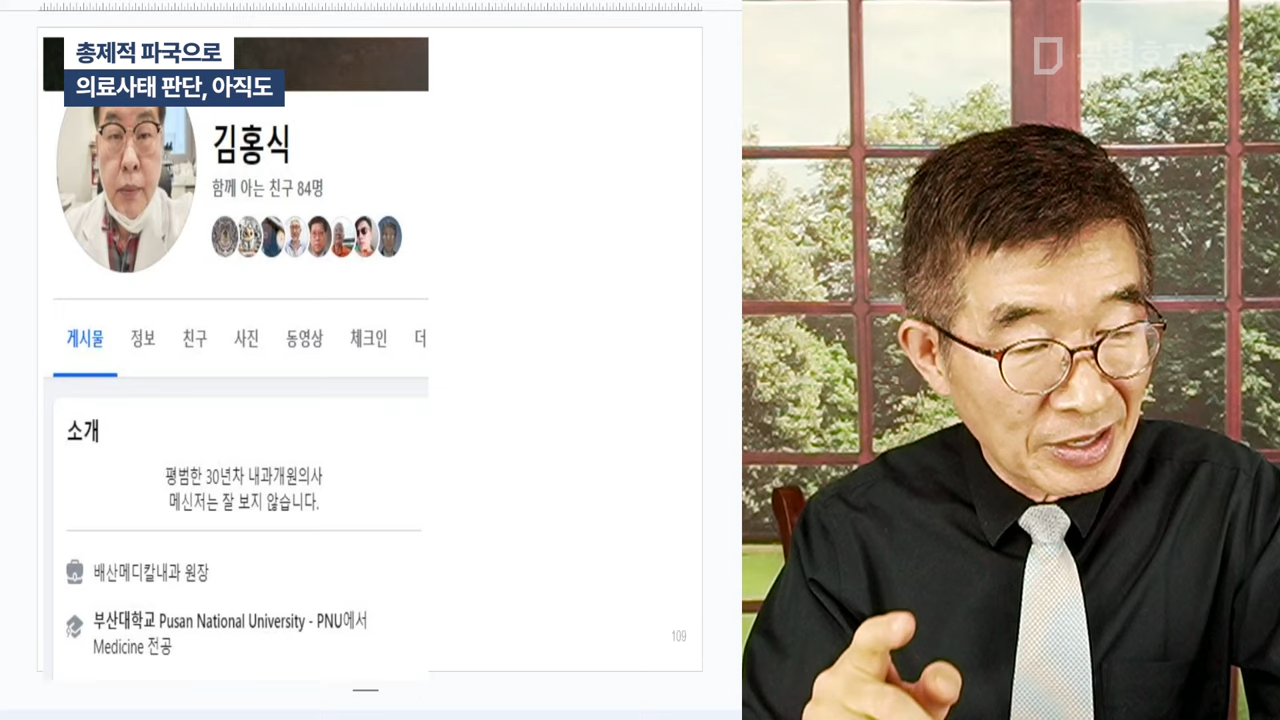 총제적 파국으로
의료사태 판단, 아직도
김홍식
함께 아는 친구 84명
게시물 정보 친구 사진 동영상 체크인 더
소개
평범한 30년차 내과개원의사
메신저는 잘 보지 않습니다.
배산메디칼내과 원장
부산대학교 Pusan National University - PNU에서
Medicine 전공
109